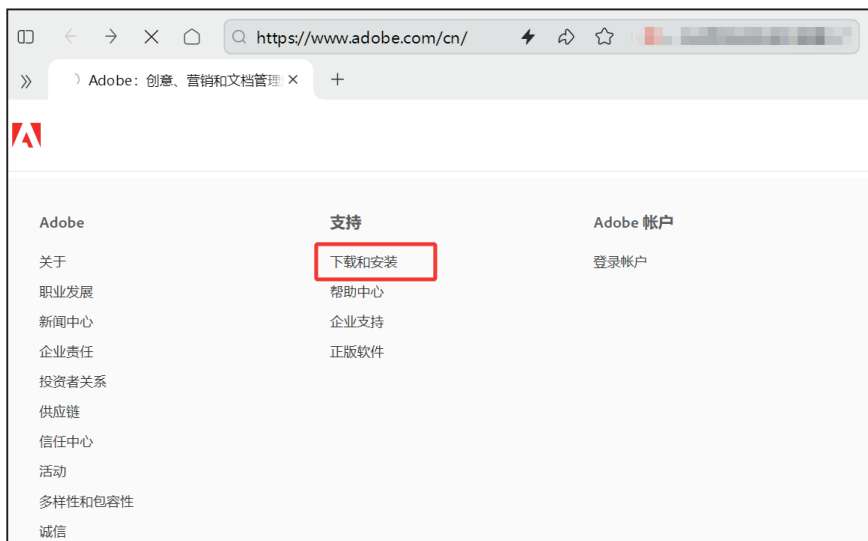 https://www.adobe.com/cn/
Adobe：创意、营销和文档管理
Adobe
关于
职业发展
新闻中心
企业责任
投资者关系
供应链
信任中心
活动
多样性和包容性
诚信
支持
下载和安装
帮助中心
企业支持
正版软件
Adobe 帐户
登录帐户